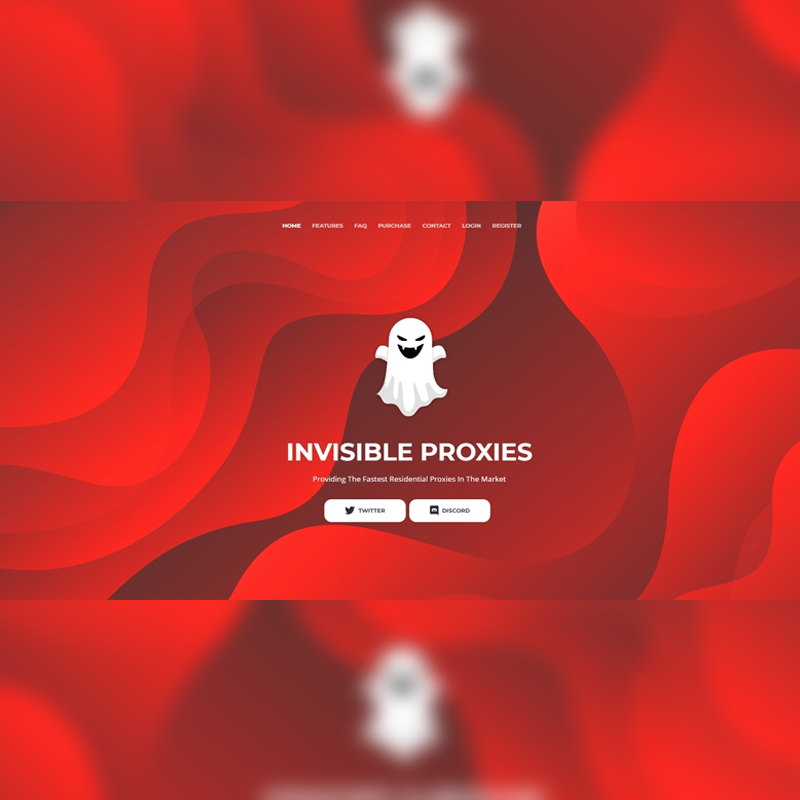 HOME FEATURES FAQ PURCHASE CONTACT LOGIN REGISTER
INVISIBLE PROXIES
Providing The Fastest Residential Proxies In The Market
TWITTER DISCORD